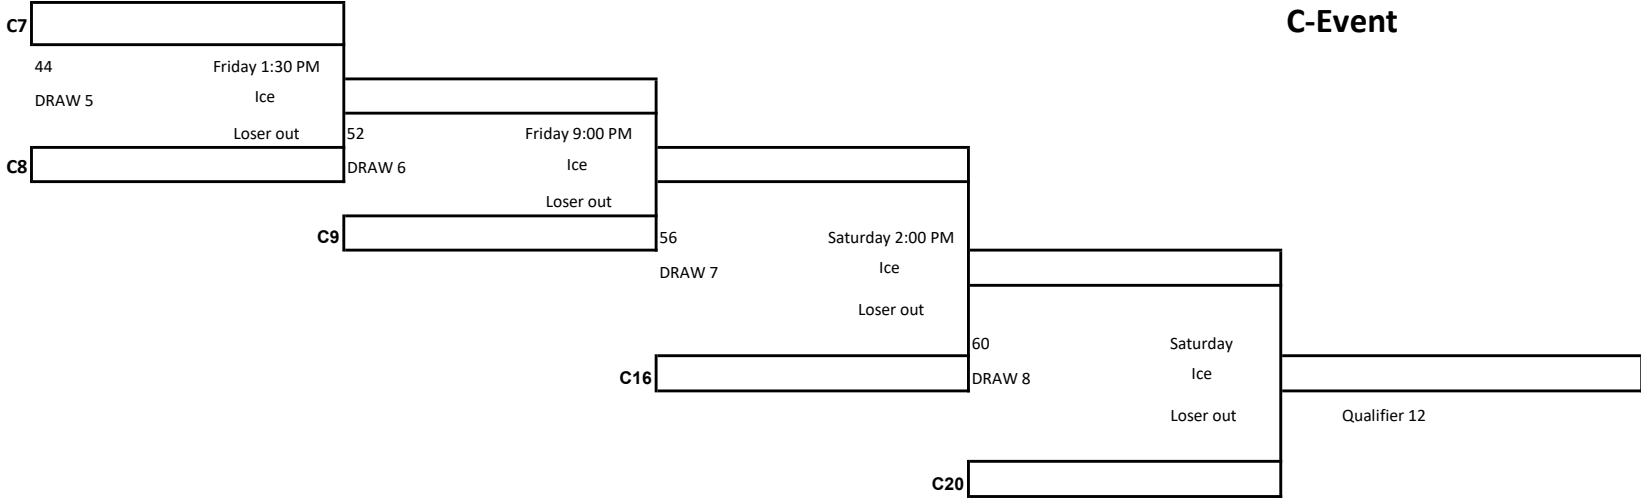 C-Event
C7
44 Friday 1:30 PM
DRAW 5 Ice
Loser out
C8
52 Friday 9:00 PM
DRAW 6 Ice
Loser out
C9
56 Saturday 2:00 PM
DRAW 7 Ice
Loser out
C16
60 Saturday
DRAW 8 Ice
Loser out
Qualifier 12
C20